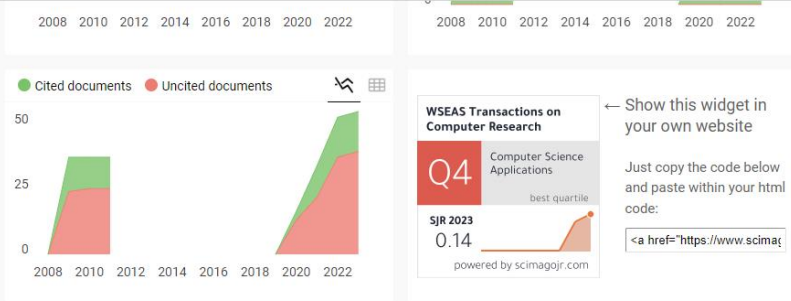 2008 2010 2012 2014 2016 2018 2020 2022
2008 2010 2012 2014 2016 2018 2020 2022
Cited documents Uncited documents
50
25
0
2008 2010 2012 2014 2016 2018 2020 2022
WSEAS Transactions on
Computer Research
Q4
Computer Science
Applications
best quartile
SJR 2023
0.14
powered by scimagojr.com
← Show this widget in
your own website
Just copy the code below
and paste within your html
code:
<a href="https://www.scimag